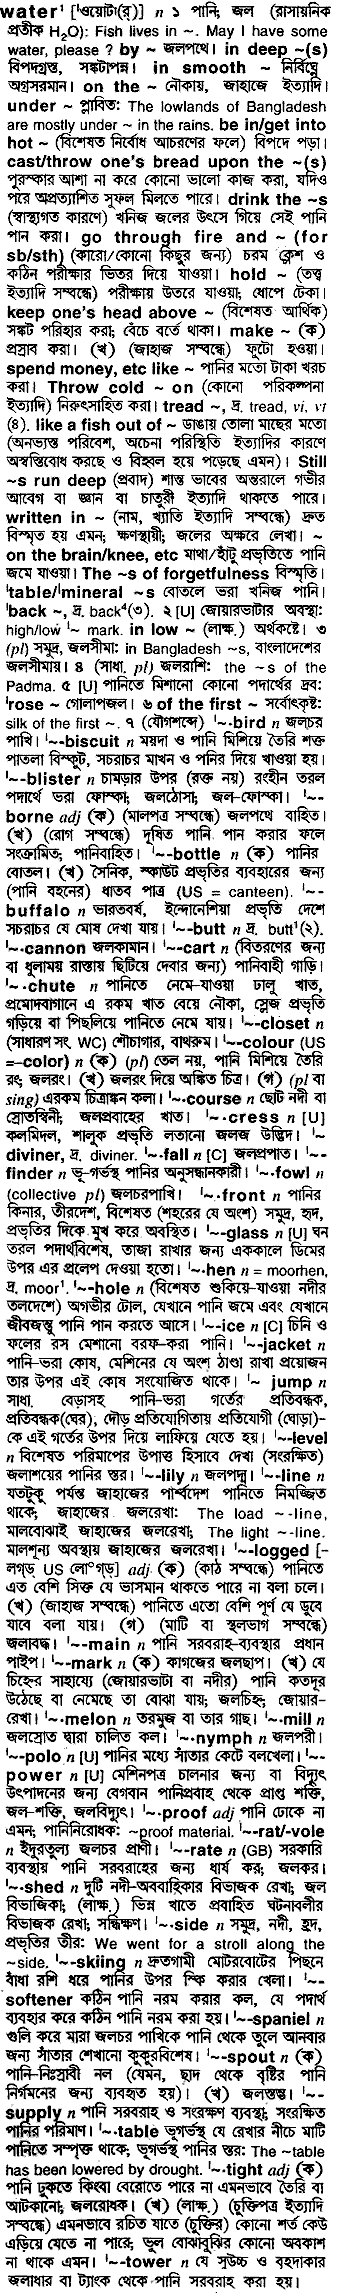 water¹ [ˈওয়োটা(র্)] n ১ পানি; জল (রাসায়নিক
প্রতীক H₂O): Fish lives in ~. May I have some
water, please ? by ~ জলপথে। in deep ~(s)
বিপদগ্রস্ত, সঙ্কটাপন্ন। in smooth ~ নির্বিঘ্নে
অগ্রসরমান। on the ~ নৌকায়, জাহাজে ইত্যাদি।
under ~ প্লাবিত: The lowlands of Bangladesh
are mostly under ~ in the rains. be in/get into
hot ~ (বিশেষত নির্বোধ আচরণের ফলে) বিপদে পড়া।
cast/throw one's bread upon the ~(s)
পুরস্কার আশা না করে কোনো ভালো কাজ করা, যদিও
পরে অপ্রত্যাশিত সুফল মিলতে পারে। drink the ~s
(স্বাস্থ্যগত কারণে) খনিজ জলের উৎসে গিয়ে সেই পানি
পান করা। go through fire and ~ (for
sb/sth) (কারো/কোনো কিছুর জন্য) চরম ক্লেশ ও
কঠিন পরীক্ষার ভিতর দিয়ে যাওয়া। hold ~ (তত্ত্ব
ইত্যাদি সম্বন্ধে) পরীক্ষায় উতরে যাওয়া; ধোপে টেকা।
keep one's head above ~ (বিশেষত আর্থিক)
সঙ্কট পরিহার করা; বেঁচে বর্তে থাকা। make ~ (ক)
প্রস্রাব করা। (খ) (জাহাজ সম্বন্ধে) ফুটো হওয়া।
spend money, etc like ~ পানির মতো টাকা খরচ
করা। Throw cold ~ on (কোনো পরিকল্পনা
ইত্যাদি) নিরুৎসাহিত করা। tread ~, দ্র. tread, vi, vt
(৪). like a fish out of ~ ডাঙায় তোলা মাছের মতো
(অনভ্যস্ত পরিবেশ, অচেনা পরিস্থিতি ইত্যাদির কারণে
অস্বস্তিবোধ করছে ও বিহ্বল হয়ে পড়েছে এমন)। Still
~s run deep (প্রবাদ) শান্ত ভাবের অন্তরালে গভীর
আবেগ বা জ্ঞান বা চাতুরী ইত্যাদি থাকতে পারে।
written in ~ (নাম, খ্যাতি ইত্যাদি সম্বন্ধে) দ্রুত
বিস্মৃত হয় এমন; ক্ষণস্থায়ী; জলের অক্ষরে লেখা। ~
on the brain/knee, etc মাথা/হাঁটু প্রভৃতিতে পানি
জমে যাওয়া। The ~s of forgetfulness বিস্মৃতি।
ˈtable/ˈmineral ~s বোতলে ভরা খনিজ পানি।
ˈback ~, দ্র. back⁴(৩). ২ [U] জোয়ারভাটার অবস্থা:
high/low ˈ~ mark. in low ~ (লাক্ষ.) অর্থকষ্টে। ৩
(pl) সমুদ্র, জলসীমা: in Bangladesh ~s, বাংলাদেশের
জলসীমায়। ৪ (সাধা. pl) জলরাশি: the ~s of the
Padma. ৫ [U] পানিতে মিশানো কোনো পদার্থের দ্রব:
ˈrose ~ গোলাপজল। ৬ of the first ~ সর্বোৎকৃষ্ট:
silk of the first ~. ৭ (যৌগশব্দে) ˈ~-bird n জলচর
পাখি। ˈ~-biscuit n ময়দা ও পানি মিশিয়ে তৈরি শক্ত
পাতলা বিস্কুট, সচরাচর মাখন ও পনির দিয়ে খাওয়া হয়।
ˈ~-blister n চামড়ার উপর (রক্ত নয়) রংহীন তরল
পদার্থে ভরা ফোস্কা; জলঠোসা; জল-ফোস্কা। ˈ~-
borne adj (ক) (মালপত্র সম্বন্ধে) জলপথে বাহিত।
(খ) (রোগ সম্বন্ধে) দূষিত পানি পান করার ফলে
সংক্রামিত; পানিবাহিত। ˈ~-bottle n (ক) পানির
বোতল। (খ) সৈনিক, স্কাউট প্রভৃতির ব্যবহারের জন্য
(পানি বহনের) ধাতব পাত্র (US = canteen). ˈ~-
buffalo n ভারতবর্ষ, ইন্দোনেশিয়া প্রভৃতি দেশে
সচরাচর যে মোষ দেখা যায়। ˈ~-butt n দ্র. butt¹(২).
ˈ~-cannon জলকামান। ˈ~-cart n (বিতরণের জন্য
বা ধুলাময় রাস্তায় ছিটিয়ে দেবার জন্য) পানিবাহী গাড়ি।
ˈ~-chute n পানিতে নেমে-যাওয়া ঢালু খাত,
প্রমোদবাগানে এ রকম খাত বেয়ে নৌকা, স্লেজ প্রভৃতি
গড়িয়ে বা পিছলিয়ে পানিতে নেমে যায়। ˈ~-closet n
(সাধারণ সং. WC) শৌচাগার, বাথরুম। ˈ~-colour (US
=-color) n (ক) (pl) তেল নয়, পানি মিশিয়ে তৈরি
রং; জলরং। (খ) জলরং দিয়ে অঙ্কিত চিত্র। (গ) (pl বা
sing) এরকম চিত্রাঙ্কন কলা। ˈ~-course n ছোট নদী বা
স্রোতস্বিনী; জলপ্রবাহের খাত। ˈ~-cress n [U]
কলমিদল, শালুক প্রভৃতি লতানো জলজ উদ্ভিদ। ˈ~
diviner, দ্র. diviner. ˈ~-fall n [C] জলপ্রপাত। ˈ~-
finder n ভূ-গর্ভস্থ পানির অনুসন্ধানকারী। ˈ~-fowl n
(collective pl) জলচরপাখি। ˈ~-front n পানির
কিনার, তীরদেশ, বিশেষত (শহরের যে অংশ) সমুদ্র, হ্রদ,
প্রভৃতির দিকে মুখ করে অবস্থিত। ˈ~-glass n [U] ঘন
তরল পদার্থবিশেষ, তাজা রাখার জন্য এককালে ডিমের
উপর এর প্রলেপ দেওয়া হতো। ˈ~-hen n = moorhen,
দ্র. moor¹. ˈ~-hole n (বিশেষত শুকিয়ে-যাওয়া নদীর
তলদেশে) অগভীর টোল, যেখানে পানি জমে এবং যেখানে
জীবজন্তু পানি পান করতে আসে। ˈ~-ice n [C] চিনি ও
ফলের রস মেশানো বরফ-করা পানি। ˈ~-jacket n
পানি-ভরা কোষ, মেশিনের যে অংশ ঠাণ্ডা রাখা প্রয়োজন
তার উপর এই কোষ সংযোজিত থাকে। ˈ~ jump n
সাধা. বেড়াসহ পানি-ভরা গর্তের প্রতিবন্ধক,
প্রতিবন্ধক(ঘের), দৌড় প্রতিযোগিতায় প্রতিযোগী (ঘোড়া)-
কে এই গর্তের উপর দিয়ে লাফিয়ে যেতে হয়। ˈ~-level
n বিশেষত পরিমাপের উপাত্ত হিসাবে দেখা (সংরক্ষিত)
জলাশয়ের পানির স্তর। ˈ~-lily n জলপদ্ম। ˈ~-line n
যতটুকু পর্যন্ত জাহাজের পার্শ্বদেশ পানিতে নিমজ্জিত
থাকে; জাহাজের জলরেখা: The load ~-line,
মালবোঝাই জাহাজের জলরেখা; The light ~-line.
মালশূন্য অবস্থায় জাহাজের জলরেখা। ˈ~-logged [-
লগ্ড্ US লোˊগ্ড্] adj (ক) (কাঠ সম্বন্ধে) পানিতে
এত বেশি সিক্ত যে ভাসমান থাকতে পারে না বলা চলে।
(খ) (জাহাজ সম্বন্ধে) পানিতে এতো বেশি পূর্ণ যে ডুবে
যাবে বলা যায়। (গ) (মাটি বা স্থলভাগ সম্বন্ধে)
জলাবদ্ধ। ˈ~-main n পানি সরবরাহ-ব্যবস্থার প্রধান
পাইপ। ˈ~-mark n (ক) কাগজের জলছাপ। (খ) যে
চিহ্নের সাহায্যে (জোয়ারভাটা বা নদীর) পানি কতদূর
উঠেছে বা নেমেছে তা বোঝা যায়; জলচিহ্ন; জোয়ার-
রেখা। ˈ~-melon n তরমুজ বা তার গাছ। ˈ~-mill n
জলস্রোত দ্বারা চালিত কল। ˈ~-nymph n জলপরী।
ˈ~-polo n [U] পানির মধ্যে সাঁতার কেটে বলখেলা। ˈ~-
power n [U] মেশিনপত্র চালনার জন্য বা বিদ্যুৎ
উৎপাদনের জন্য বেগবান পানিপ্রবাহ থেকে প্রাপ্ত শক্তি,
জল-শক্তি, জলবিদ্যুৎ। ˈ~-proof adj পানি ঢোকে না
এমন; পানিনিরোধক: ~proof material. ˈ~-rat/-vole
n ইঁদুরতুল্য জলচর প্রাণী। ˈ~-rate n (GB) সরকারি
ব্যবস্থায় পানি সরবরাহের জন্য ধার্য কর; জলকর।
ˈ~-shed n দুটি নদী-অববাহিকার বিভাজক রেখা; জল
বিভাজিকা; (লাক্ষ.) ভিন্ন খাতে প্রবাহিত ঘটনাবলীর
বিভাজক রেখা; সন্ধিক্ষণ। ˈ~-side n সমুদ্র, নদী, হ্রদ,
প্রভৃতির তীর: We went for a stroll along the
~side. ˈ~-skiing n দ্রুতগামী মোটরবোটের পিছনে
বাঁধা রশি ধরে পানির উপর স্কি করার খেলা। ˈ~-
softener কঠিন পানি নরম করার কল, যে পদার্থ
ব্যবহার করে কঠিন পানি নরম করা হয়। ˈ~-spaniel n
গুলি করে মারা জলচর পাখিকে পানি থেকে তুলে আনবার
জন্য সাঁতার শেখানো কুকুরবিশেষ। ˈ~-spout n (ক)
পানি-নিঃস্রাবী নল (যেমন, ছাদ থেকে বৃষ্টির পানি
নির্গমনের জন্য ব্যবহৃত হয়)। (খ) জলস্তম্ভ। ˈ~-
supply n পানি সরবরাহ ও সংরক্ষণ ব্যবস্থা; সংরক্ষিত
পানির পরিমাণ। ˈ~-table ভূগর্ভস্থ যে রেখার নীচে মাটি
পানিতে সম্পৃক্ত থাকে; ভূগর্ভস্থ পানির স্তর: The ~table
has been lowered by drought. ˈ~-tight adj (ক)
পানি ঢুকতে কিংবা বেরোতে পারে না এমনভাবে তৈরি বা
আটকানো; জলরোধক। (খ) (লাক্ষ.) (চুক্তিপত্র ইত্যাদি
সম্বন্ধে) এমনভাবে রচিত যাতে (চুক্তির) কোনো শর্ত কেউ
এড়িয়ে যেতে না পারে; ভুল বোঝাবুঝির কোনো অবকাশ
না থাকে এমন। ˈ~-tower n যে সুউচ্চ ও বৃহদাকার
জলাধার বা ট্যাংক থেকে পানি সরবরাহ করা হয়।